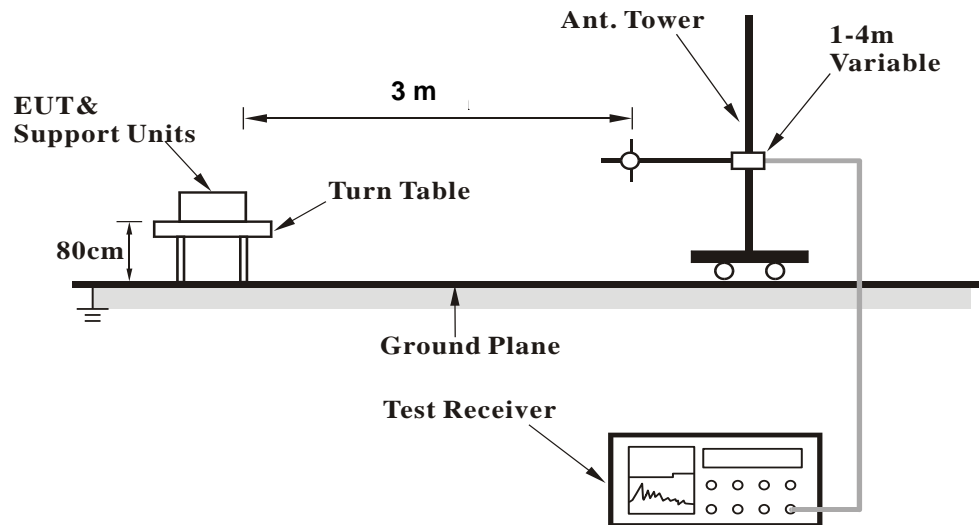 Ant. Tower
1-4m
Variable
3 m
EUT&
Support Units
Turn Table
80cm
Ground Plane
Test Receiver